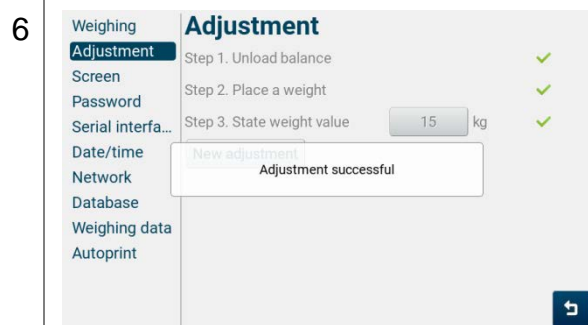 6
Weighing
Adjustment
Screen
Password
Serial interfa...
Date/time
Network
Database
Weighing data
Autoprint
Adjustment
Step 1. Unload balance
Step 2. Place a weight
Step 3. State weight value 15 kg
New adjustment
Adjustment successful